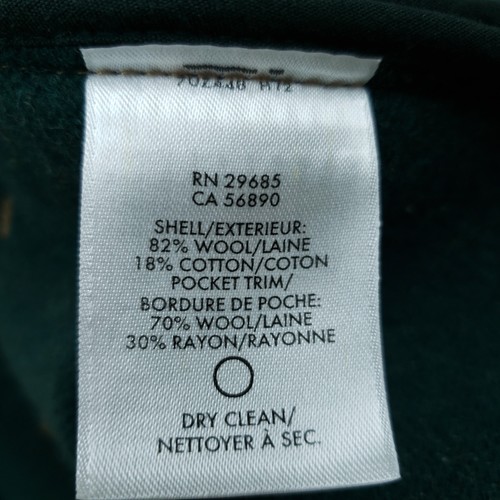 RN 29685
CA 56890
SHELL/EXTERIEUR:
82% WOOL/LAINE
18% COTTON/COTON
POCKET TRIM/
BORDURE DE POCHE:
70% WOOL/LAINE
30% RAYON/RAYONNE
DRY CLEAN/
NETTOYER À SEC.